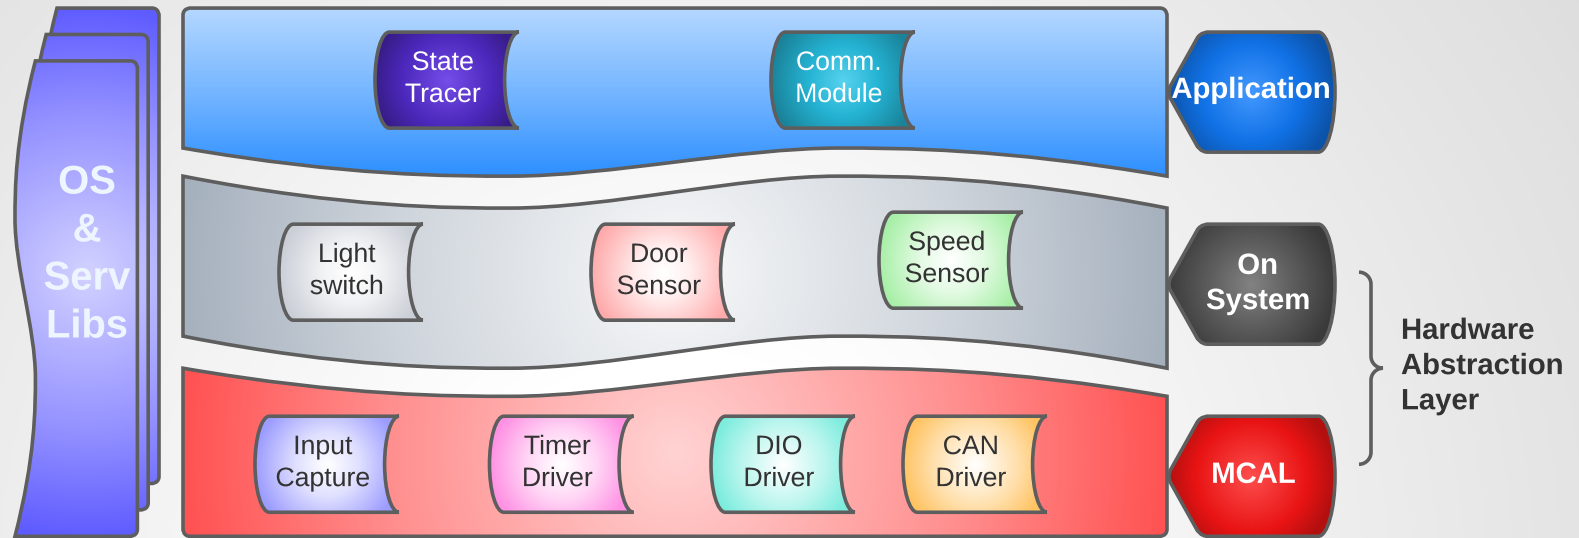 OS
&
Serv
Libs
State
Tracer
Comm.
Module
Application
Light
switch
Door
Sensor
Speed
Sensor
On
System
Hardware
Abstraction
Layer
Input
Capture
Timer
Driver
DIO
Driver
CAN
Driver
MCAL